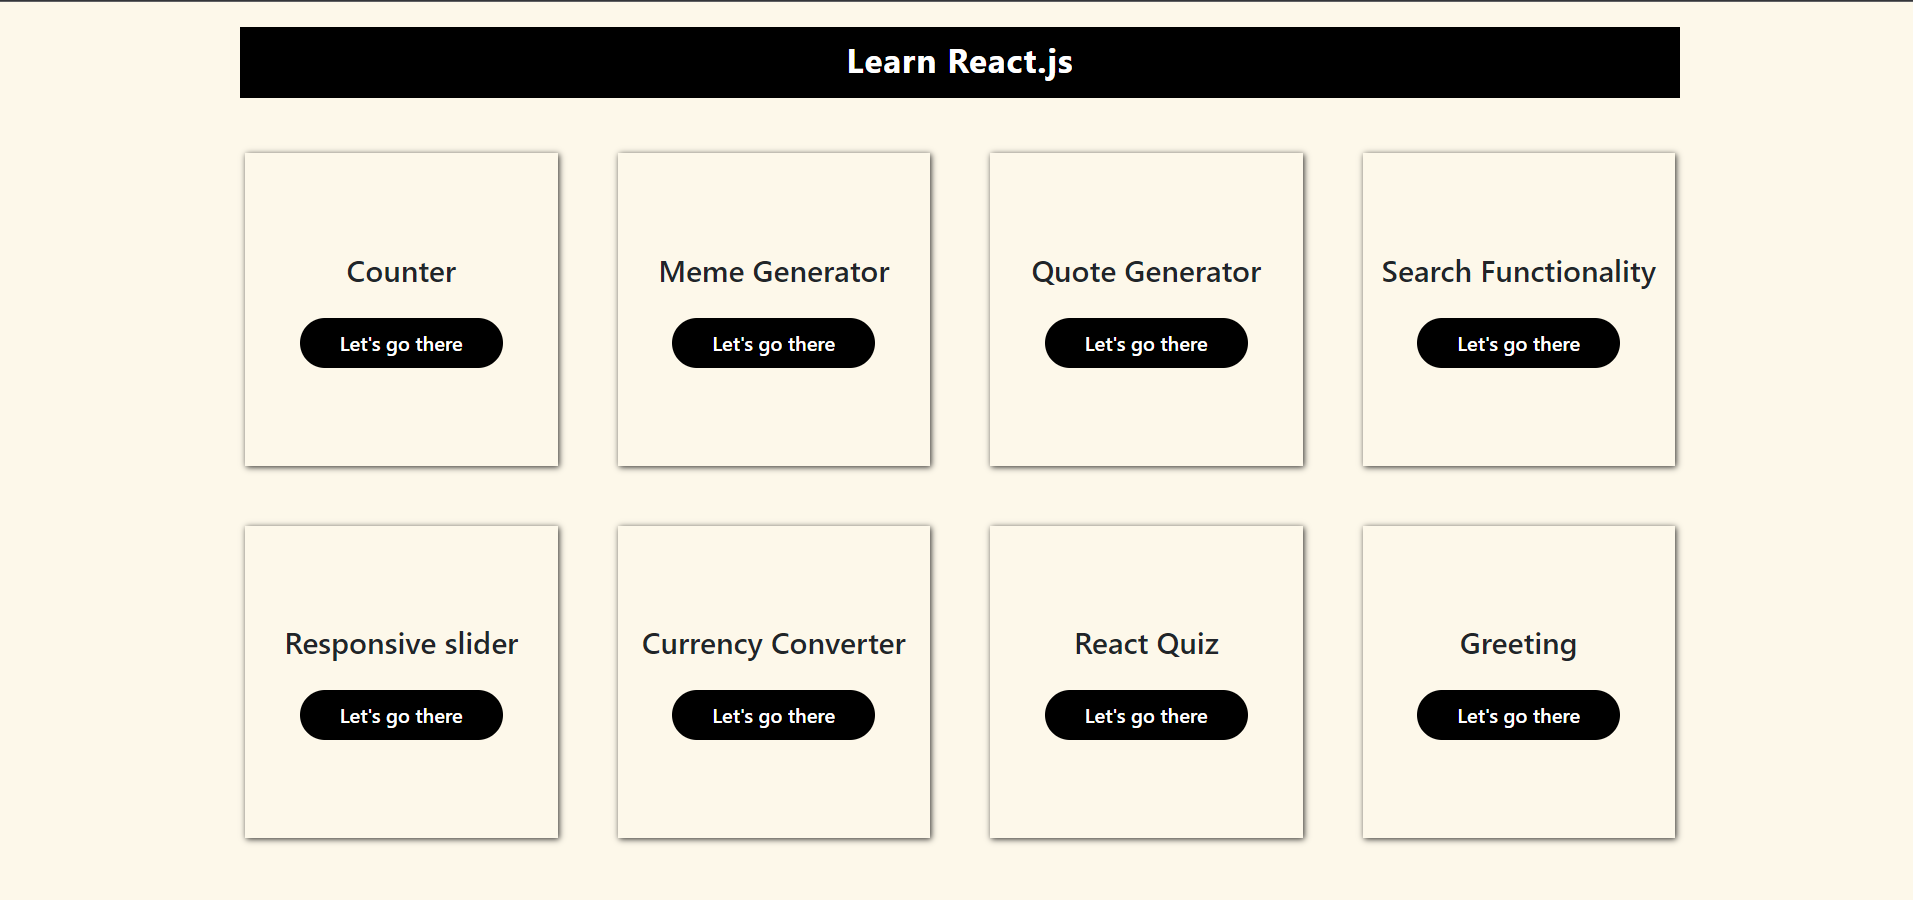 Learn React.js
Counter
Let's go there
Meme Generator
Let's go there
Quote Generator
Let's go there
Search Functionality
Let's go there
Responsive slider
Let's go there
Currency Converter
Let's go there
React Quiz
Let's go there
Greeting
Let's go there